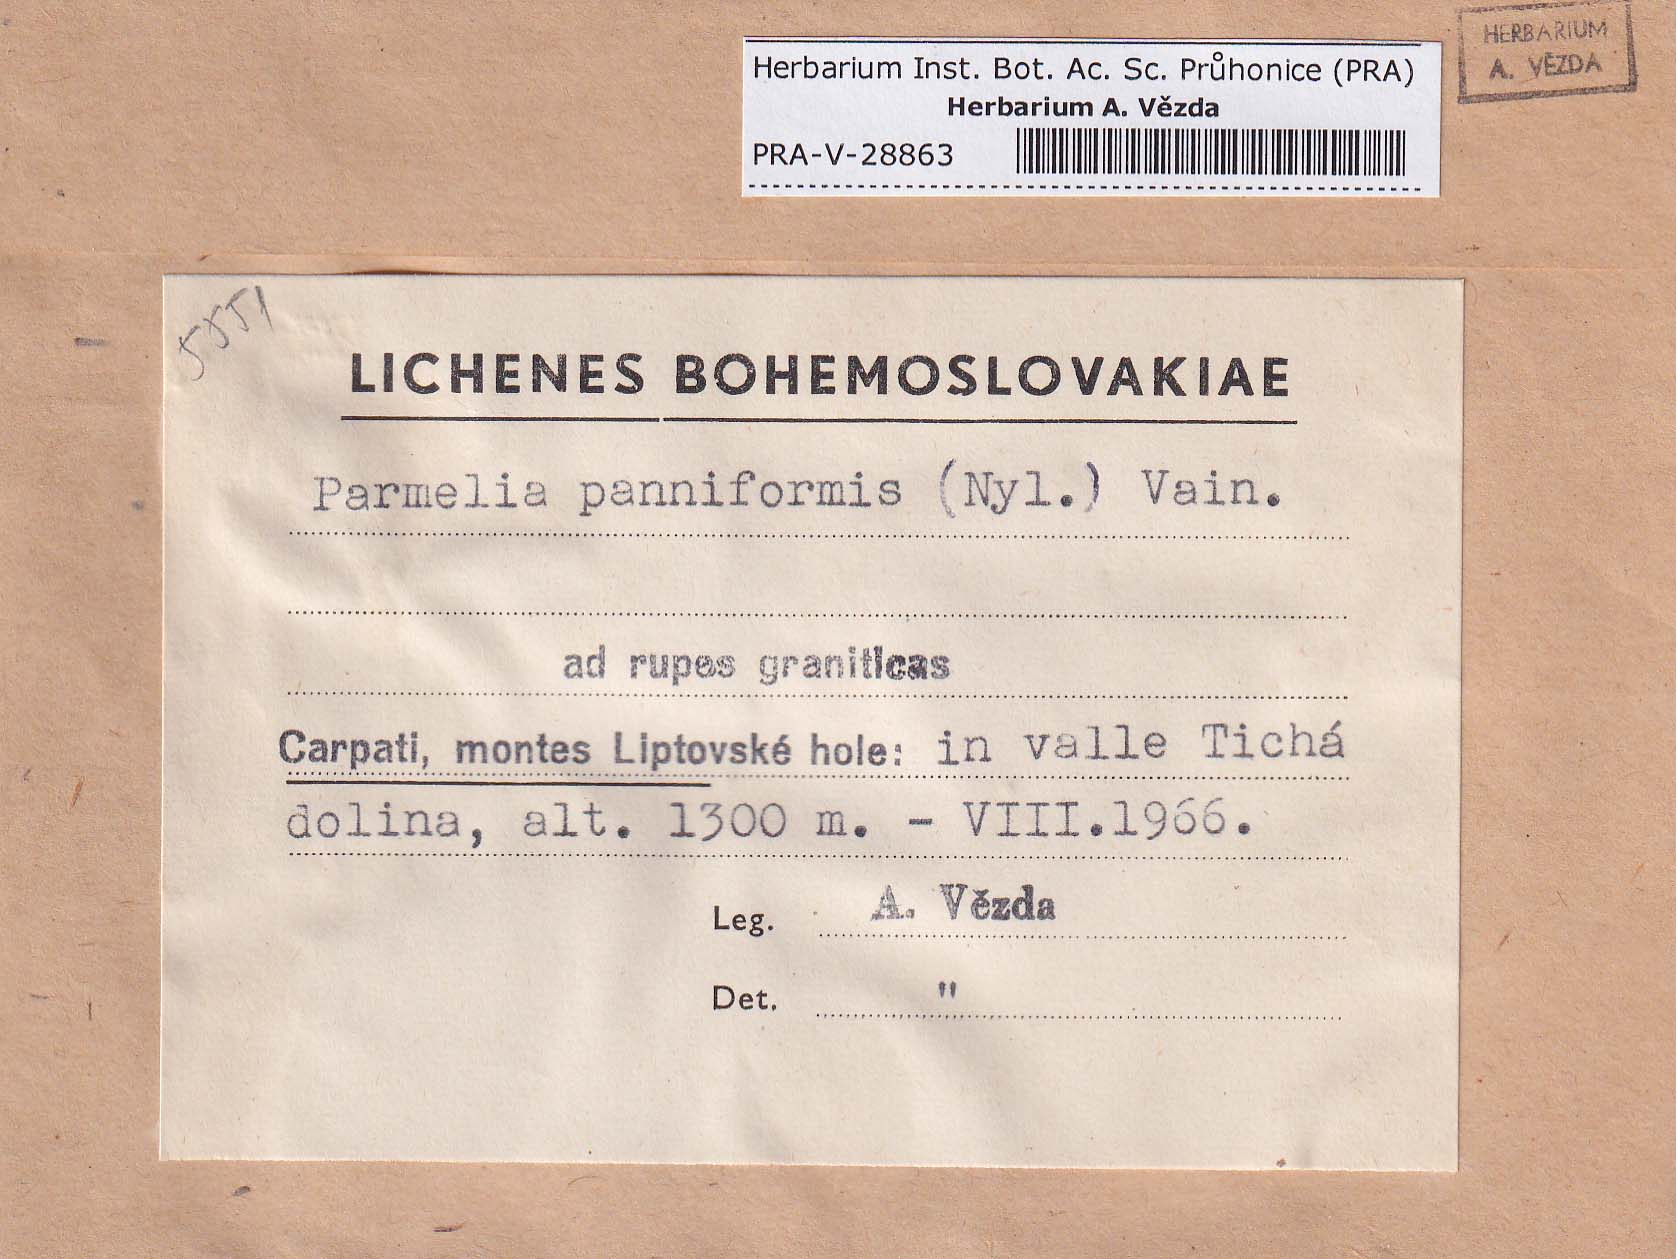 HERBARIUM
A. VĚZDA
Herbarium Inst. Bot. Ac. Sc. Průhonice (PRA)
Herbarium A. Vězda
PRA-V-28863
5551
LICHENES BOHEMOSLOVAKIAE
Parmelia panniformis (Nyl.) Vain.
ad rupes graniticas
Carpati, montes Liptovské hole: in valle Tichá
dolina, alt. 1300 m. - VIII.1966.
Leg. A. Vězda
Det. "